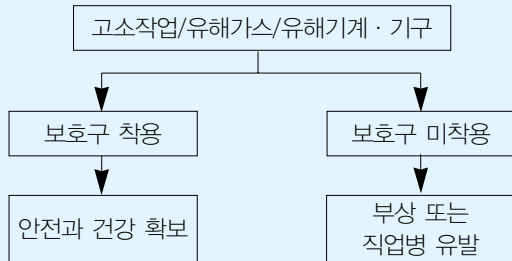 고소작업/유해가스/유해기계 · 기구
보호구 착용
보호구 미착용
안전과 건강 확보
부상 또는
직업병 유발